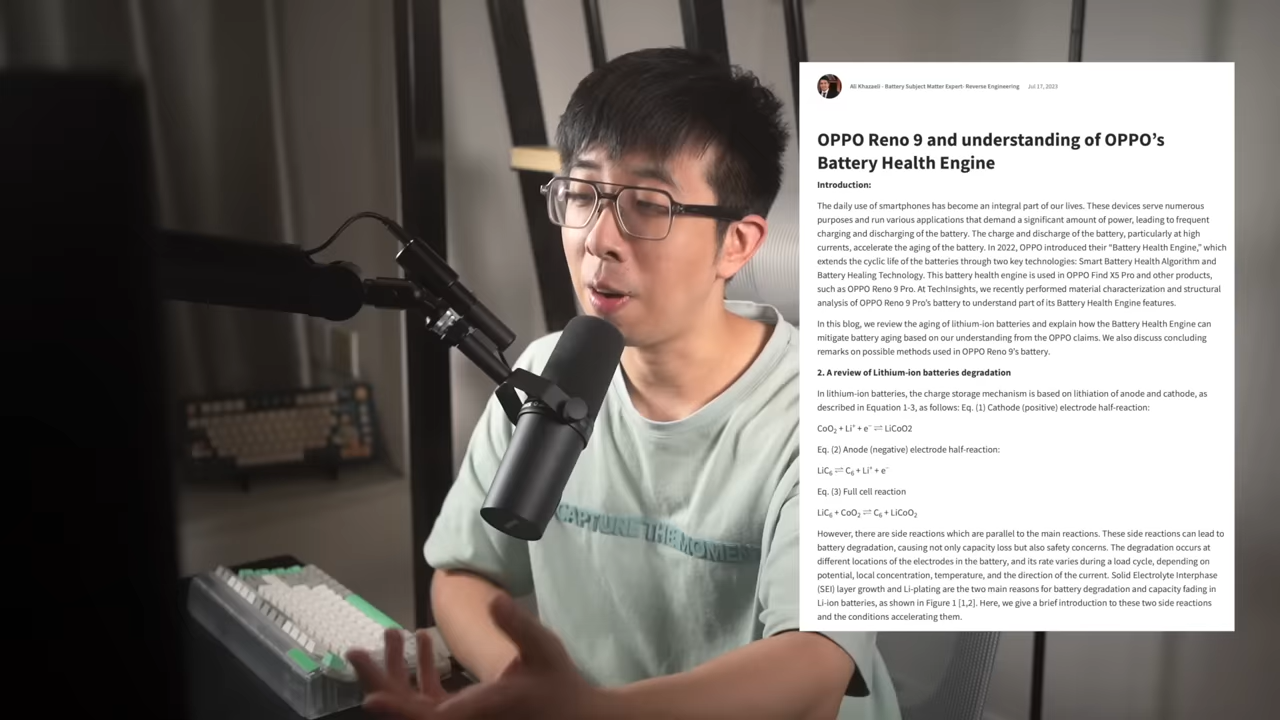 Ali Khazaeli - Battery Subject Matter Expert- Reverse Engineering Jul 17, 2023
OPPO Reno 9 and understanding of OPPO’s
Battery Health Engine
Introduction:
The daily use of smartphones has become an integral part of our lives. These devices serve numerous
purposes and run various applications that demand a significant amount of power, leading to frequent
charging and discharging of the battery. The charge and discharge of the battery, particularly at high
currents, accelerate the aging of the battery. In 2022, OPPO introduced their “Battery Health Engine,” which
extends the cyclic life of the batteries through two key technologies: Smart Battery Health Algorithm and
Battery Healing Technology. This battery health engine is used in OPPO Find X5 Pro and other products,
such as OPPO Reno 9 Pro. At TechInsights, we recently performed material characterization and structural
analysis of OPPO Reno 9 Pro’s battery to understand part of its Battery Health Engine features.
In this blog, we review the aging of lithium-ion batteries and explain how the Battery Health Engine can
mitigate battery aging based on our understanding from the OPPO claims. We also discuss concluding
remarks on possible methods used in OPPO Reno 9’s battery.
2. A review of Lithium-ion batteries degradation
In lithium-ion batteries, the charge storage mechanism is based on lithiation of anode and cathode, as
described in Equation 1-3, as follows: Eq. (1) Cathode (positive) electrode half-reaction:
CoO₂ + Li⁺ + e⁻ ⇌ LiCoO2
Eq. (2) Anode (negative) electrode half-reaction:
LiC₆ ⇌ C₆ + Li⁺ + e⁻
Eq. (3) Full cell reaction
LiC₆ + CoO₂ ⇌ C₆ + LiCoO₂
However, there are side reactions which are parallel to the main reactions. These side reactions can lead to
battery degradation, causing not only capacity loss but also safety concerns. The degradation occurs at
different locations of the electrodes in the battery, and its rate varies during a load cycle, depending on
potential, local concentration, temperature, and the direction of the current. Solid Electrolyte Interphase
(SEI) layer growth and Li-plating are the two main reasons for battery degradation and capacity fading in
Li-ion batteries, as shown in Figure 1 [1,2]. Here, we give a brief introduction to these two side reactions
and the conditions accelerating them.
CAPTURE THE MOMEN